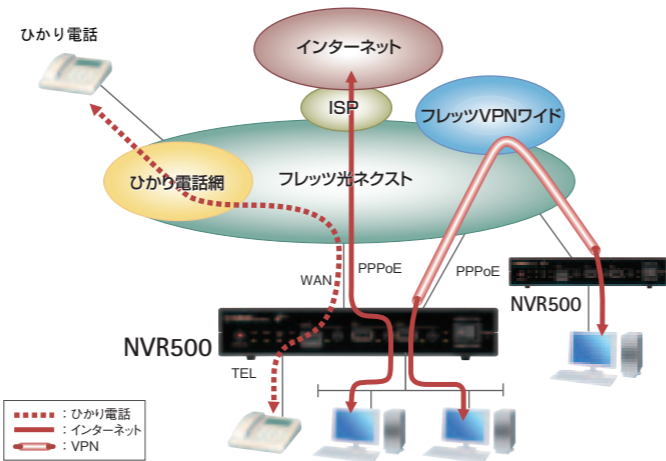 ひかり電話
インターネット
ISP
フレッツVPNワイド
ひかり電話網
フレッツ光ネクスト
WAN
PPPoE
PPPoE
NVR500
NVR500
TEL
：ひかり電話
：インターネット
：VPN